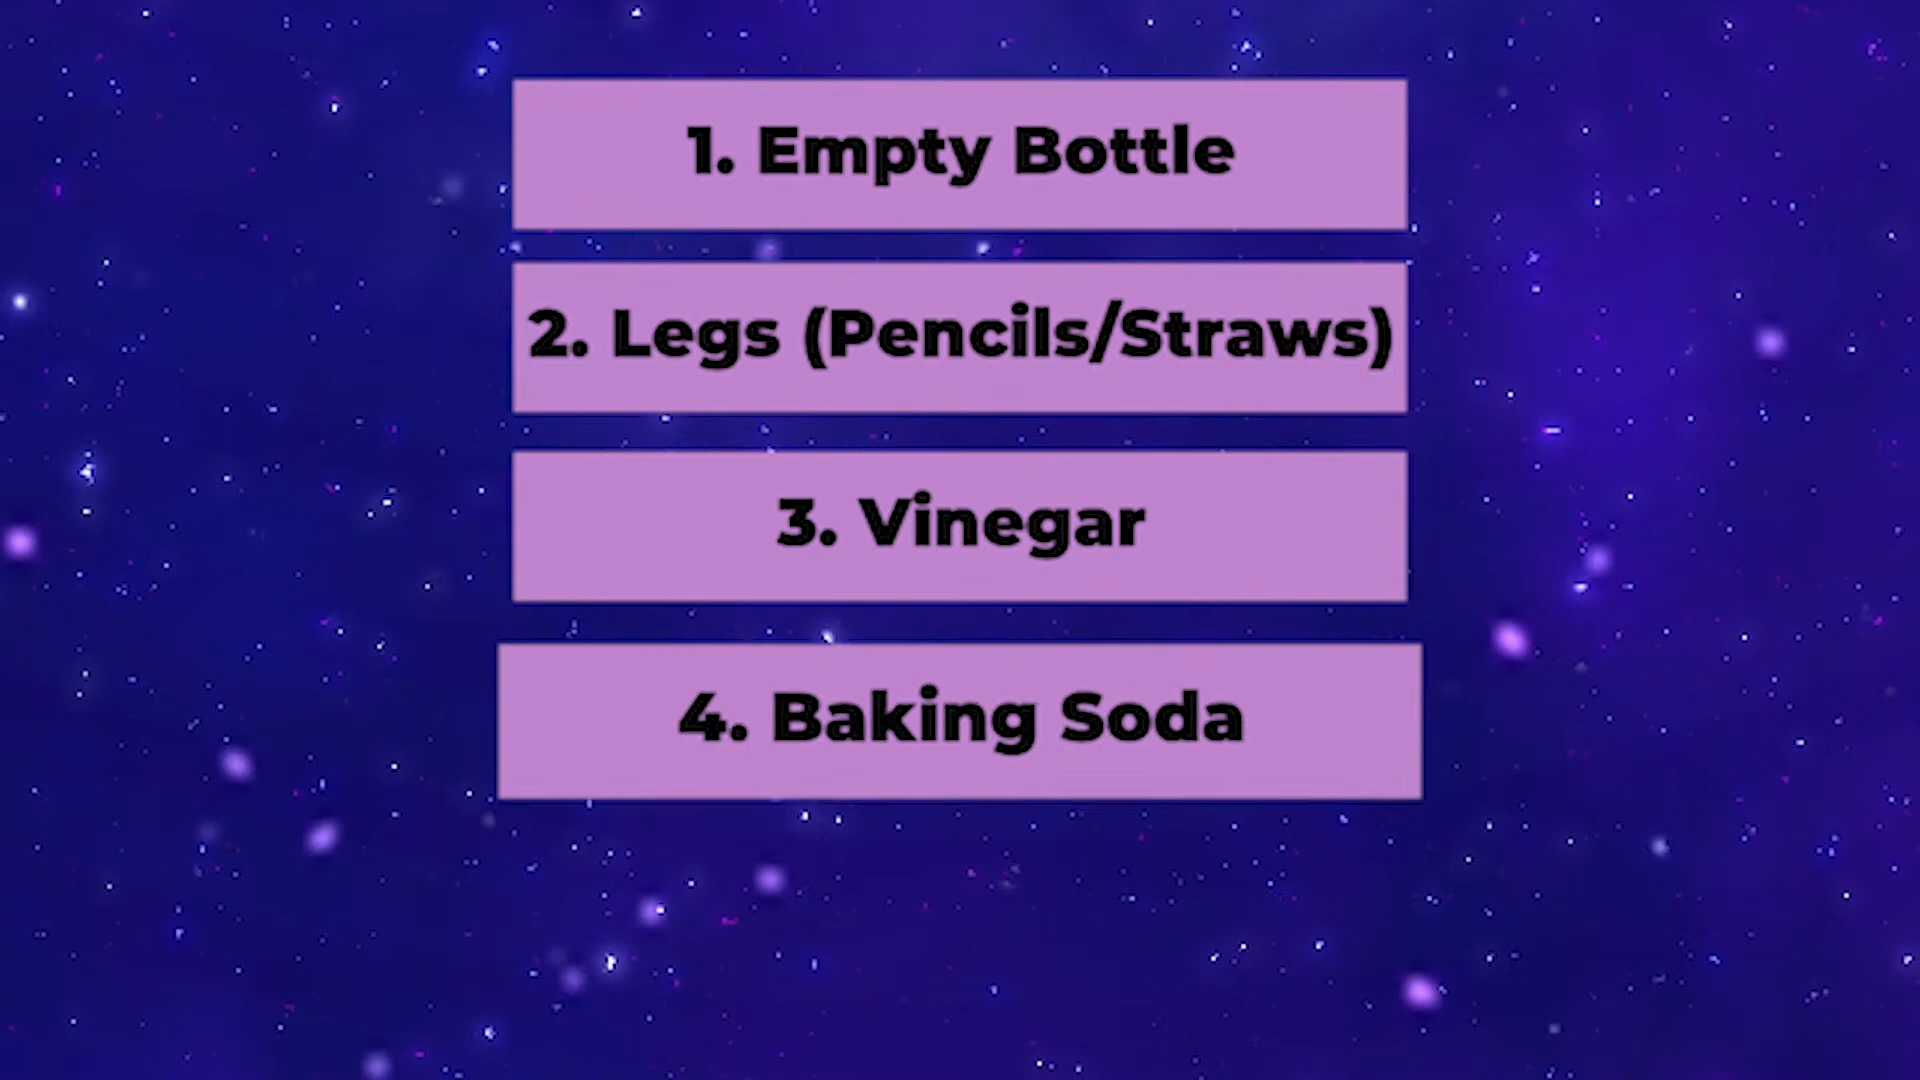 1. Empty Bottle
2. Legs (Pencils/Straws)
3. Vinegar
4. Baking Soda